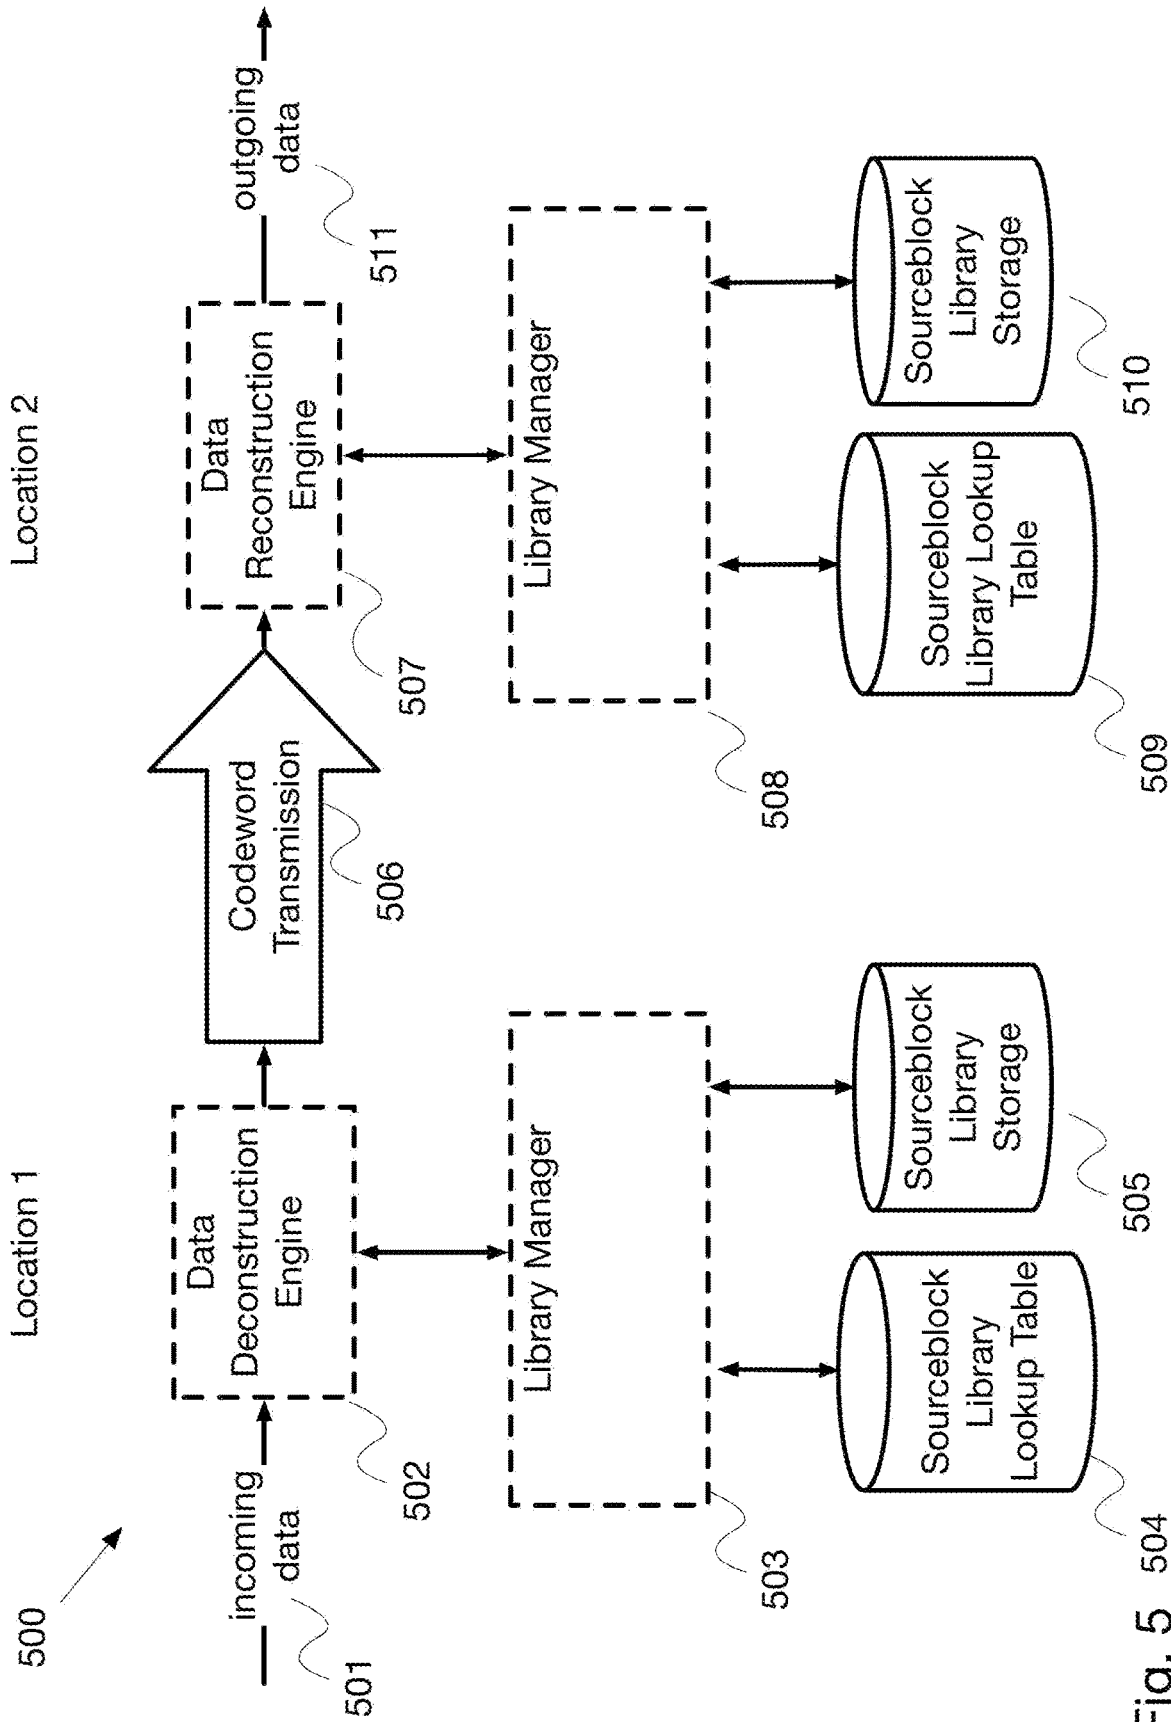 500
Location 1
Location 2
incoming
data
501
Data
Deconstruction
Engine
502
Codeword
Transmission
506
Data
Reconstruction
Engine
507
outgoing
data
511
Library Manager
503
Library Manager
508
Sourceblock
Library
Lookup Table
504
Sourceblock
Library
Storage
505
Sourceblock
Library Lookup
Table
509
Sourceblock
Library
Storage
510
Fig. 5